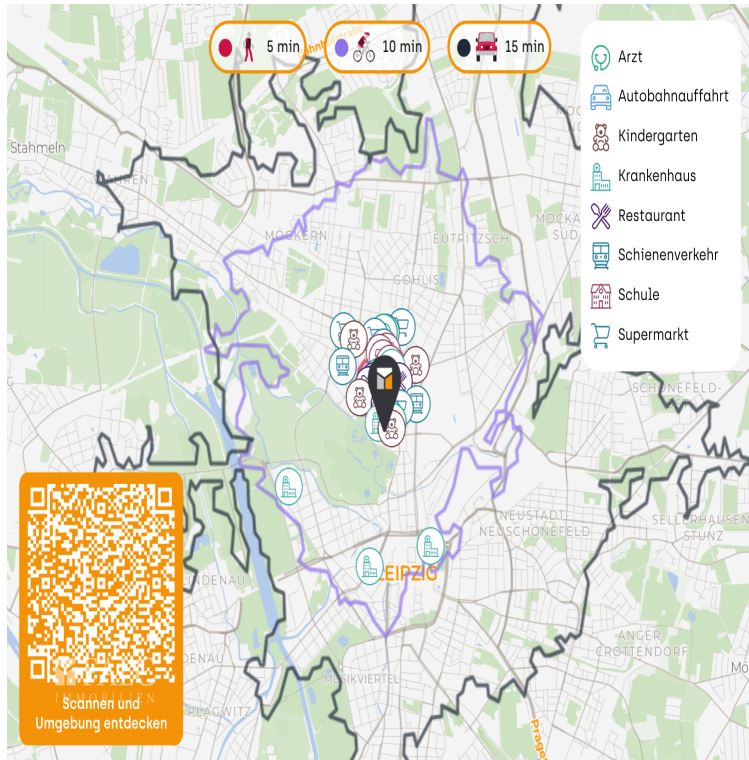 5 min
10 min
15 min
Arzt
Autobahnauffahrt
Kindergarten
Krankenhaus
Restaurant
Schienenverkehr
Schule
Supermarkt
Stahmeln
MÖCKERN
EUTRITZSCH
GOHLIS
NEUSTADT-
NEUSCHÖNEFELD
SELLERHAUSEN
STÜNZ
LEIPZIG
ANGER-
CROTTENDORF
MUSIKVIERTEL
PLAGWITZ
IMMOBILIEN
Scannen und
Umgebung entdecken